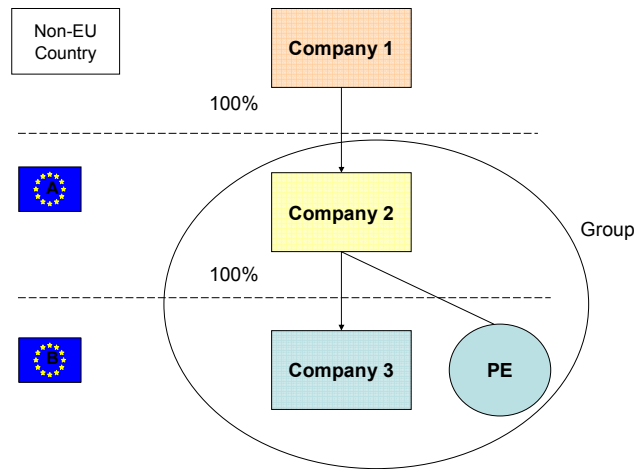 Non-EU
Country
Company 1
100%
A
Company 2
Group
100%
B
Company 3
PE